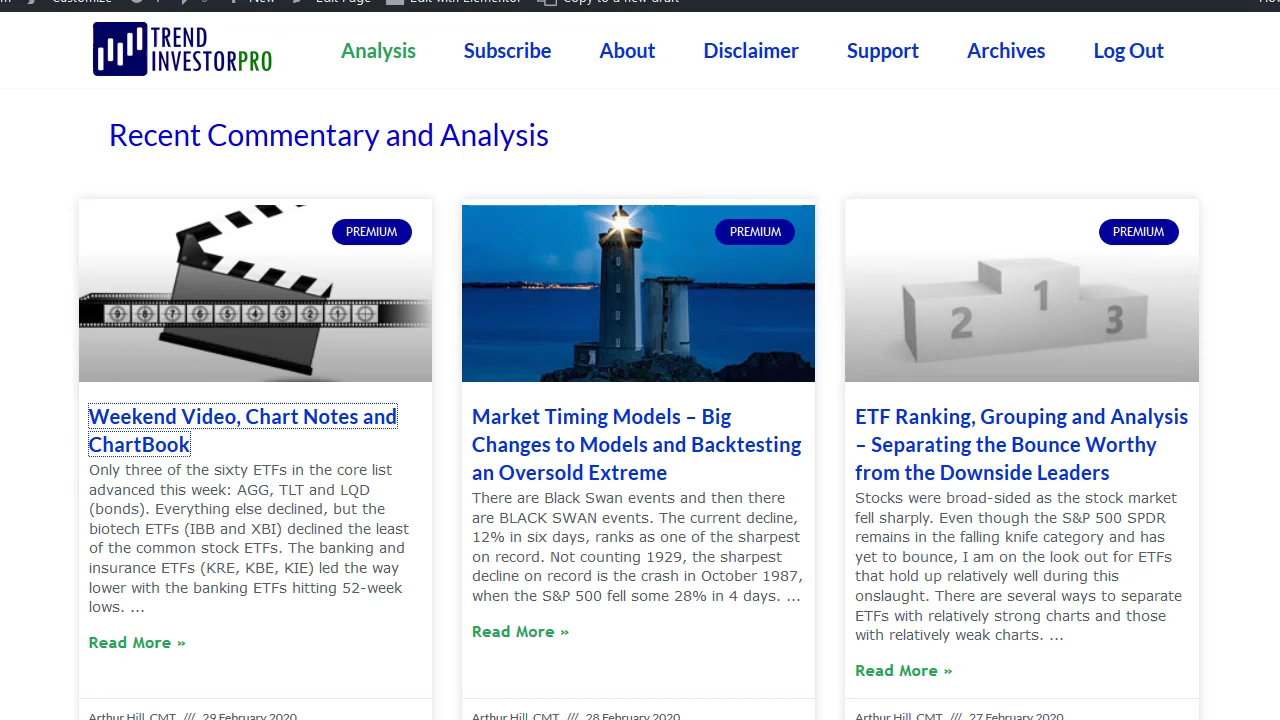 Customize New Edit Page Edit with Elementor Copy to a new draft
TREND
INVESTORPRO
Analysis Subscribe About Disclaimer Support Archives Log Out
Recent Commentary and Analysis
PREMIUM
9 8 7 6 5 4 3 2 1 0
Weekend Video, Chart Notes and
ChartBook
Only three of the sixty ETFs in the core list
advanced this week: AGG, TLT and LQD
(bonds). Everything else declined, but the
biotech ETFs (IBB and XBI) declined the least
of the common stock ETFs. The banking and
insurance ETFs (KRE, KBE, KIE) led the way
lower with the banking ETFs hitting 52-week
lows. ...
Read More »
Arthur Hill, CMT /// 29 February 2020
PREMIUM
Market Timing Models – Big
Changes to Models and Backtesting
an Oversold Extreme
There are Black Swan events and then there
are BLACK SWAN events. The current decline,
12% in six days, ranks as one of the sharpest
on record. Not counting 1929, the sharpest
decline on record is the crash in October 1987,
when the S&P 500 fell some 28% in 4 days. ...
Read More »
Arthur Hill, CMT /// 28 February 2020
PREMIUM
2 1 3
ETF Ranking, Grouping and Analysis
– Separating the Bounce Worthy
from the Downside Leaders
Stocks were broad-sided as the stock market
fell sharply. Even though the S&P 500 SPDR
remains in the falling knife category and has
yet to bounce, I am on the look out for ETFs
that hold up relatively well during this
onslaught. There are several ways to separate
ETFs with relatively strong charts and those
with relatively weak charts. ...
Read More »
Arthur Hill, CMT /// 27 February 2020